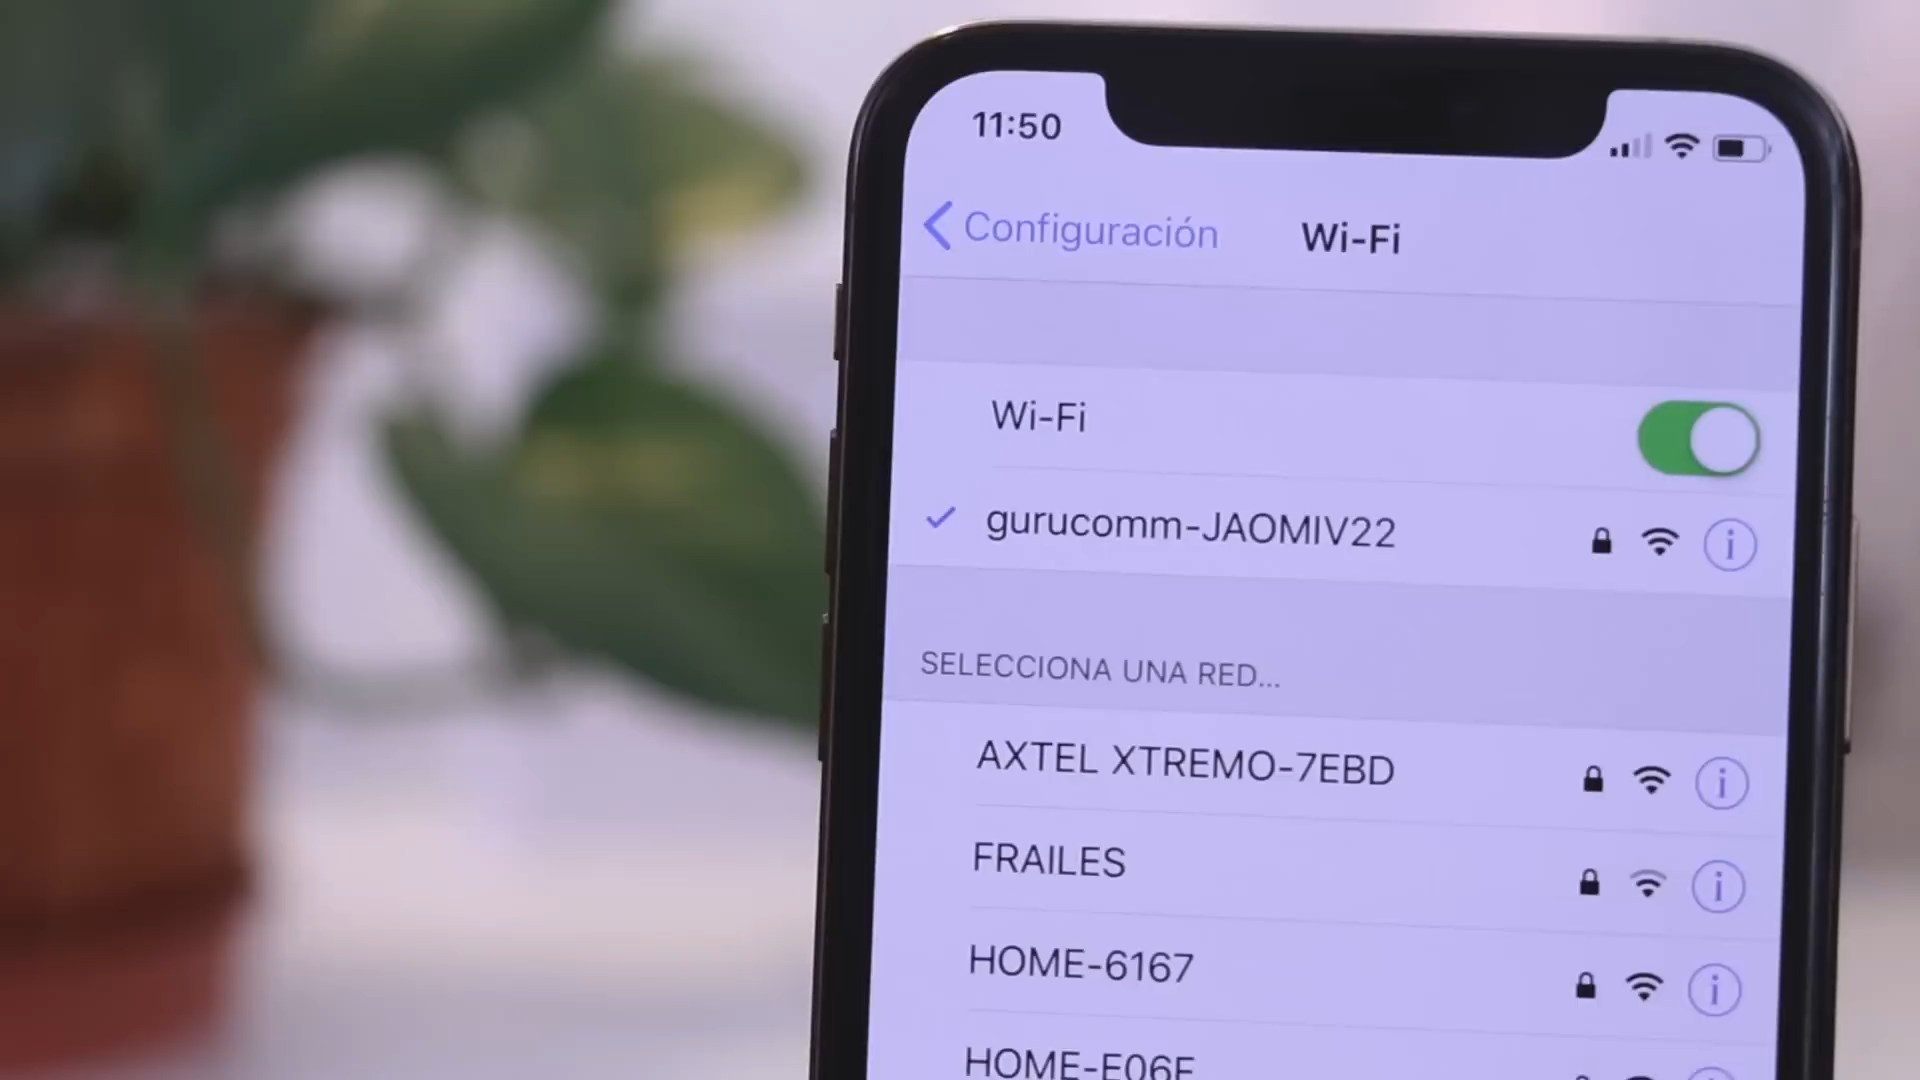 11:50
Configuración
Wi-Fi
Wi-Fi
gurucomm-JAOMIV22
SELECCIONA UNA RED...
AXTEL XTREMO-7EBD
FRAILES
HOME-6167